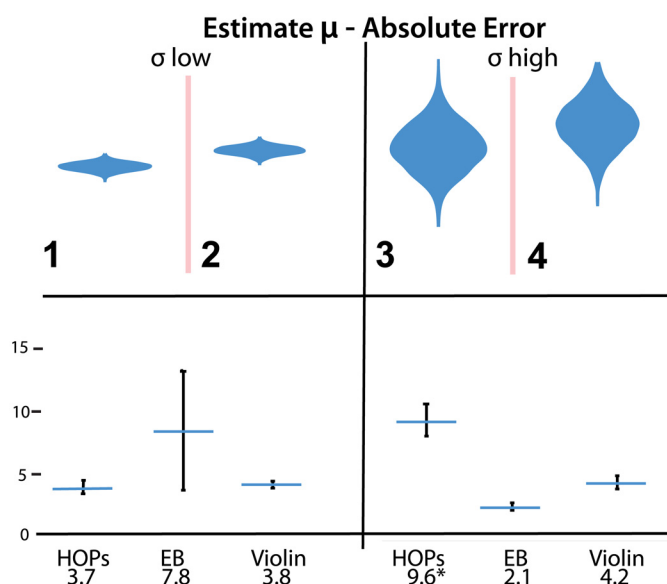 Estimate μ - Absolute Error
σ low
σ high
1
2
3
4
15
10
5
0
HOPs
EB
Violin
HOPs
EB
Violin
3.7
7.8
3.8
9.6*
2.1
4.2